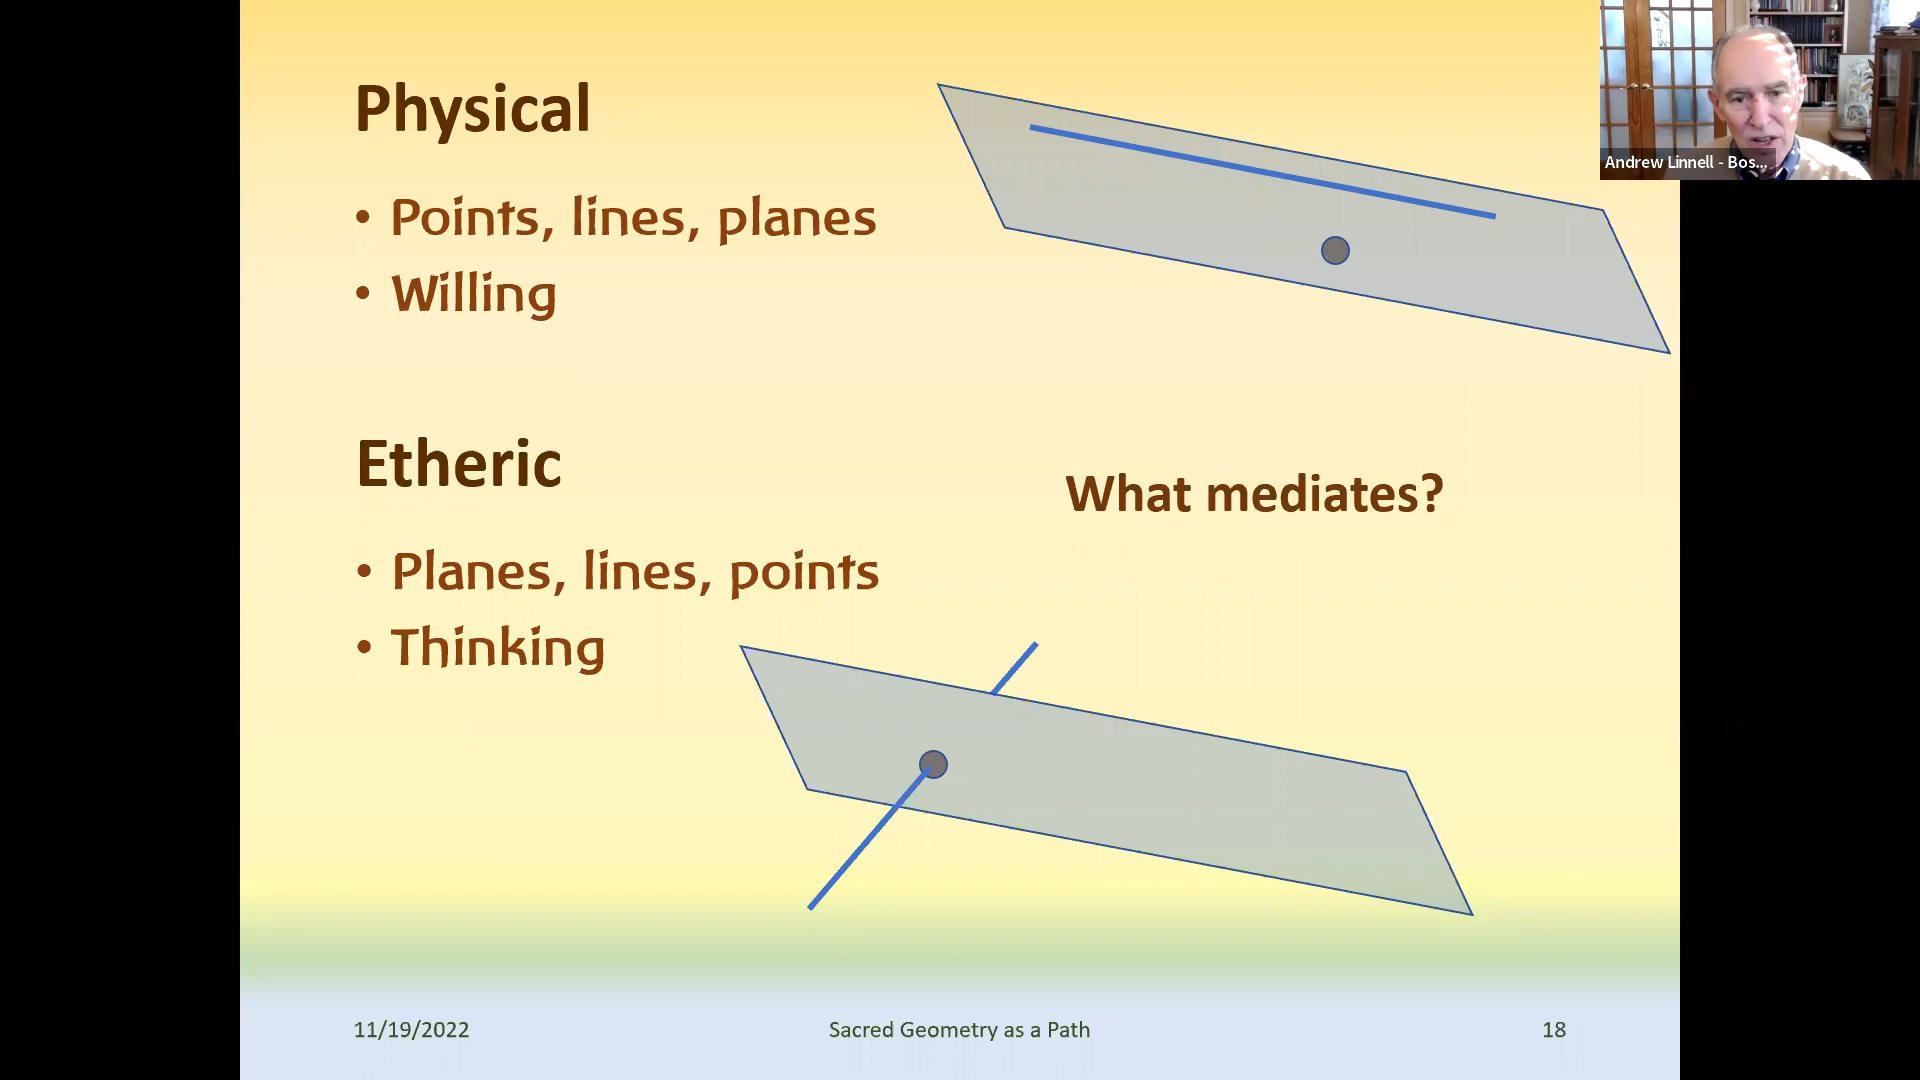 Physical
• Points, lines, planes
• Willing
Etheric
What mediates?
• Planes, lines, points
• Thinking
11/19/2022
Sacred Geometry as a Path
18
Andrew Linnell - Bos...